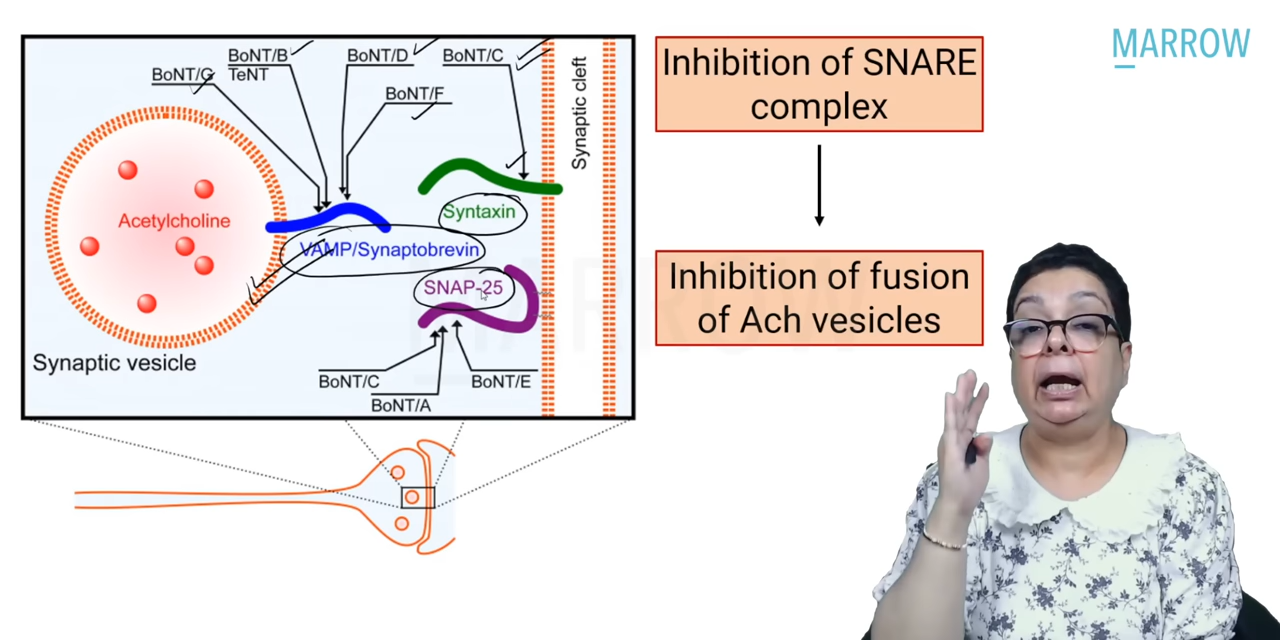 MARROW
Inhibition of SNARE
complex
Inhibition of fusion
of Ach vesicles
BoNT/G
BoNT/B
TeNT
BoNT/D
BoNT/F
BoNT/C
Synaptic cleft
Acetylcholine
Syntaxin
VAMP/Synaptobrevin
SNAP-25
Synaptic vesicle
BoNT/C
BoNT/A
BoNT/E